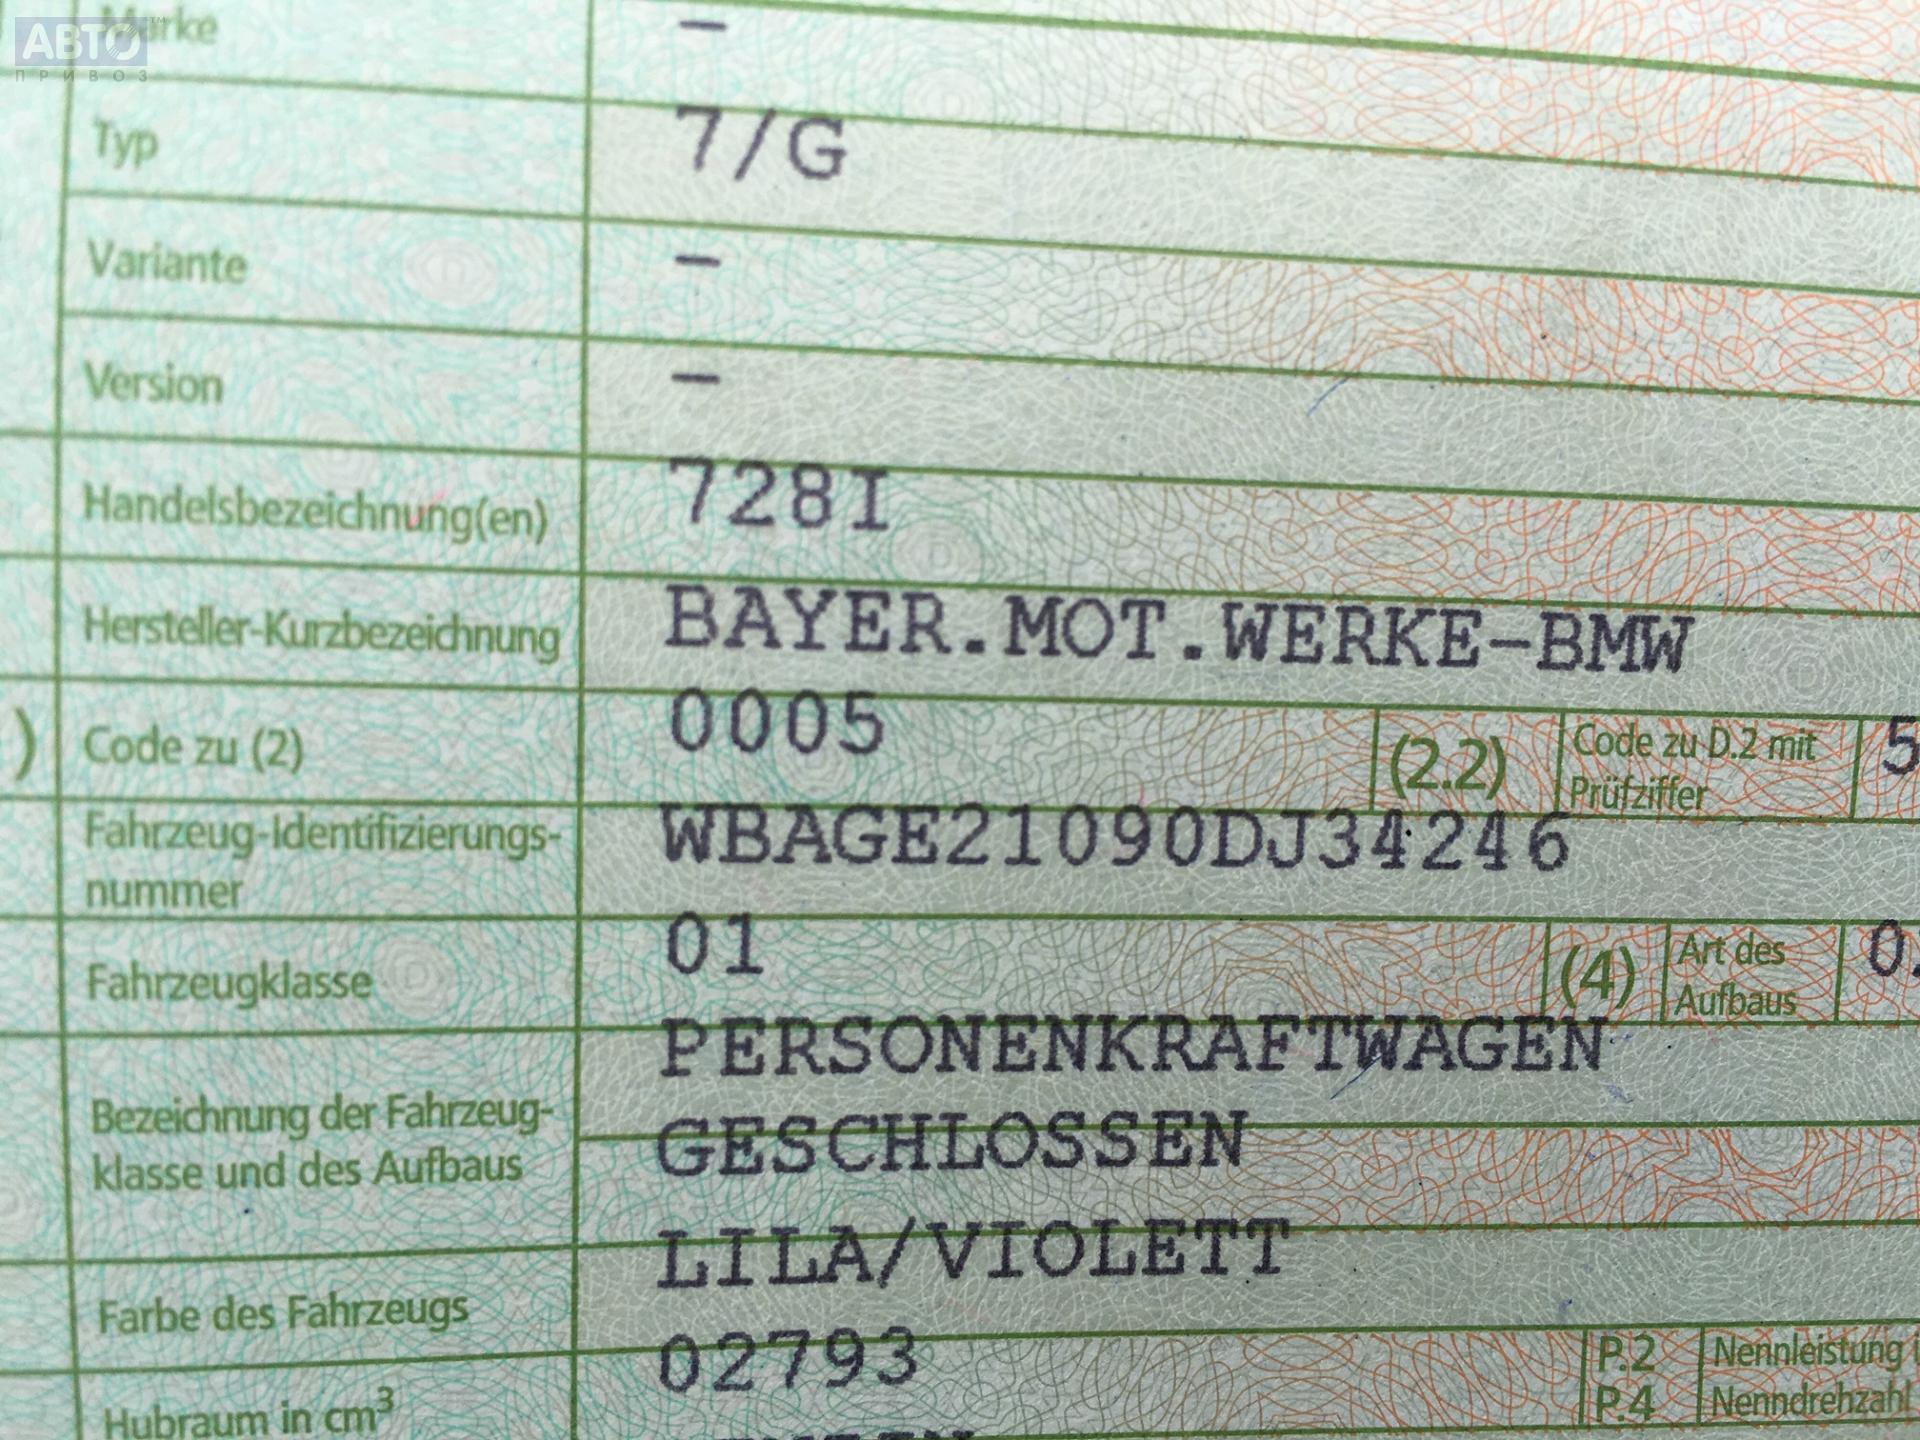 АВТО™
ПРИВОЗ
Marke –
Typ 7/G
Variante –
Version –
Handelsbezeichnung(en) 728I
Hersteller-Kurzbezeichnung BAYER.MOT.WERKE-BMW
) Code zu (2) 0005 (2.2) Code zu D.2 mit
Prüfziffer 5
Fahrzeug-Identifizierungs-
nummer WBAGE21090DJ34246
Fahrzeugklasse 01 (4) Art des
Aufbaus 0.
Bezeichnung der Fahrzeug-
klasse und des Aufbaus PERSONENKRAFTWAGEN
GESCHLOSSEN
Farbe des Fahrzeugs LILA/VIOLETT
Hubraum in cm³ 02793 P.2
P.4 Nennleistung
Nenndrehzahl